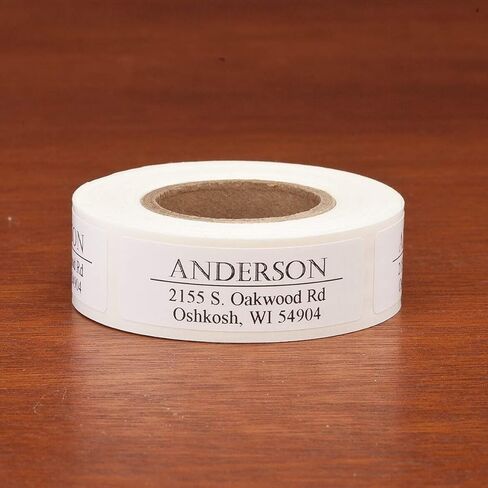 ANDERSON
2155 S. Oakwood Rd
Oshkosh, WI 54904